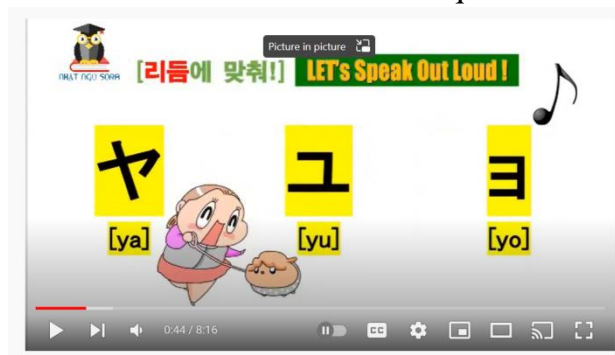 Picture in picture
NHAT NGU SORA
[리듬에 맞춰!] LET's Speak Out Loud !
ヤ ユ ヨ
[ya] [yu] [yo]
0:44 / 8:16
CC